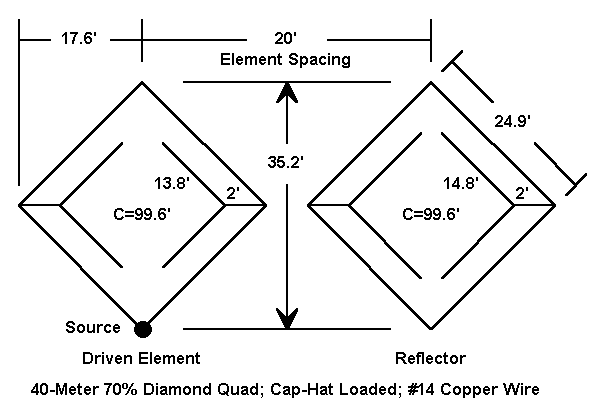 17.6'
20'
Element Spacing
24.9'
35.2'
13.8'
2'
C=99.6'
14.8'
2'
C=99.6'
Source
Driven Element
Reflector
40-Meter 70% Diamond Quad; Cap-Hat Loaded; #14 Copper Wire